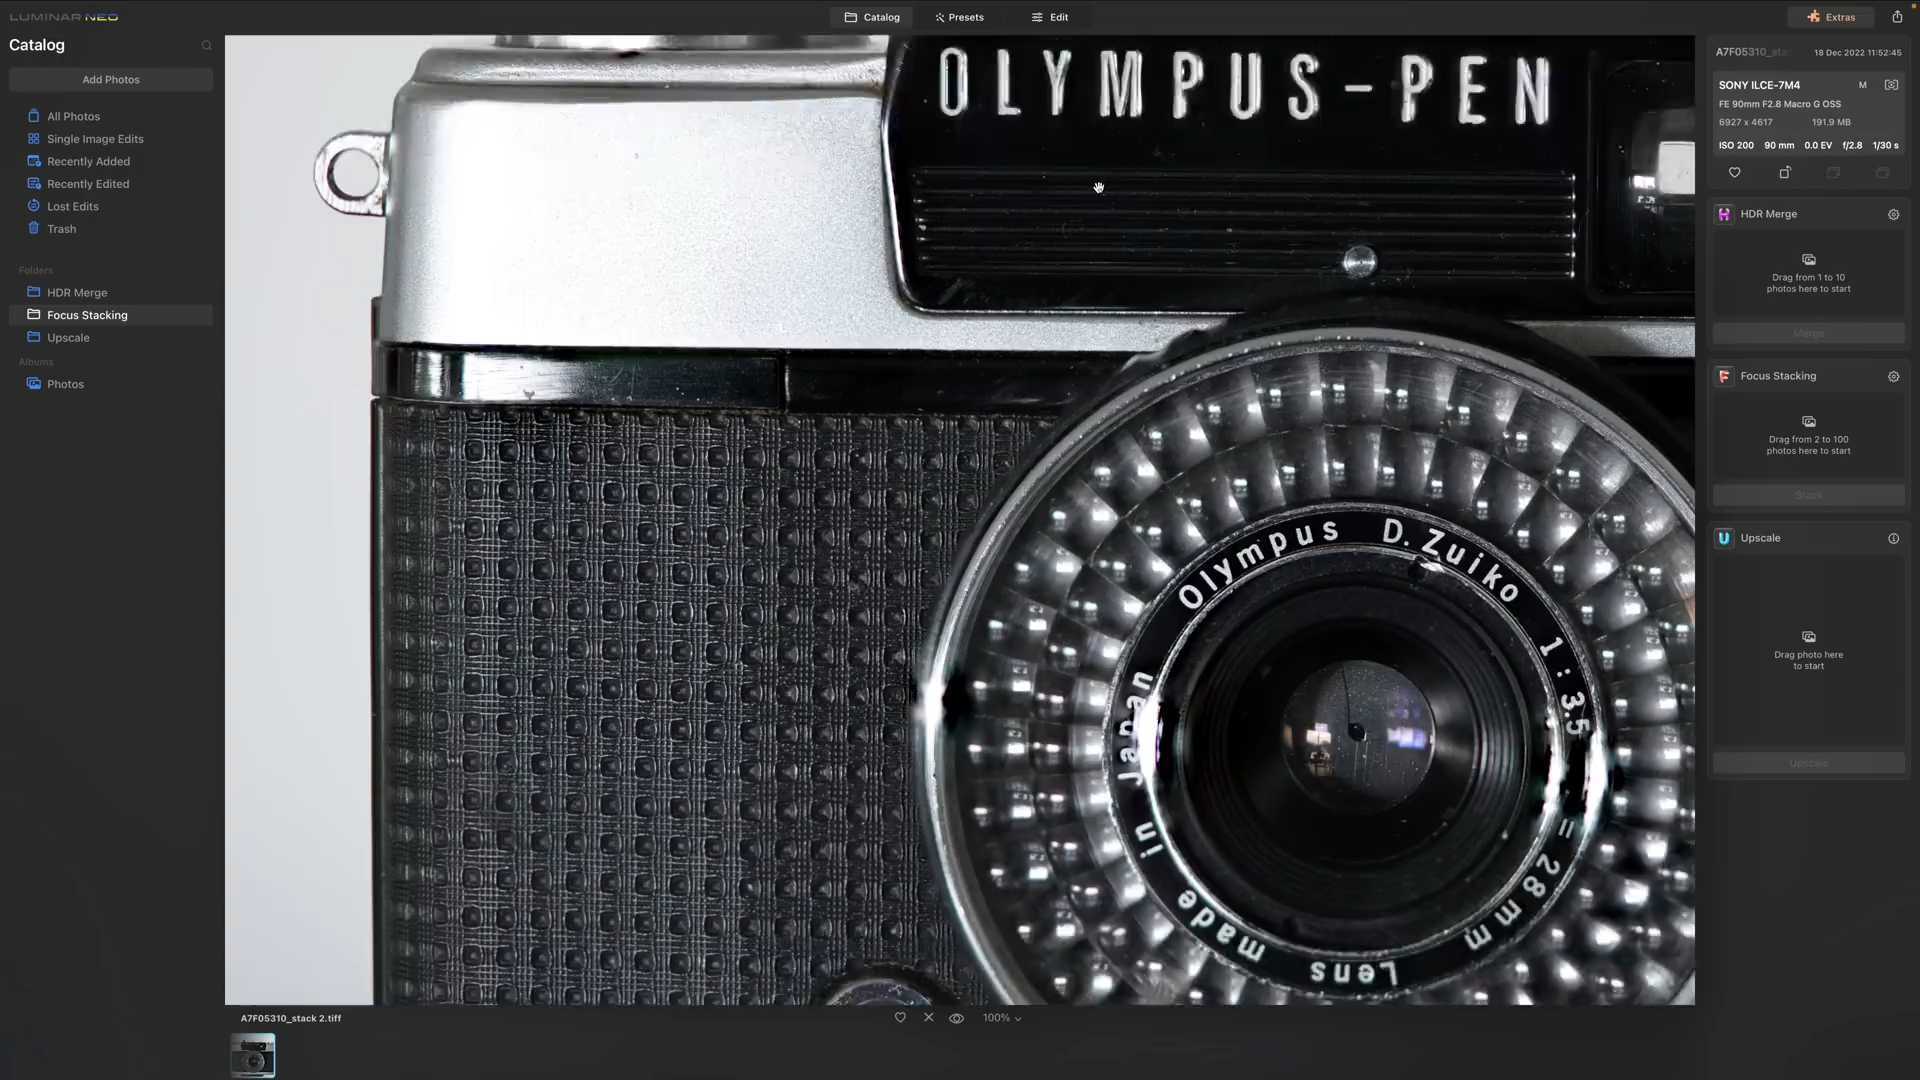 LUMINAR NEO
Catalog
Presets
Edit
Extras
Catalog
Add Photos
All Photos
Single Image Edits
Recently Added
Recently Edited
Lost Edits
Trash
Folders
HDR Merge
Focus Stacking
Upscale
Albums
Photos
OLYMPUS-PEN
Olympus D.Zuiko 1:3.5 = 28mm
Lens made in Japan
A7F05310_stack 2.tiff
100%
A7F05310_sta
18 Dec 2022 11:52:45
SONY ILCE-7M4
M
FE 90mm F2.8 Macro G OSS
6927 x 4617
191.9 MB
ISO 200
90 mm
0.0 EV
f/2.8
1/30 s
HDR Merge
Drag from 1 to 10
photos here to start
Merge
Focus Stacking
Drag from 2 to 100
photos here to start
Stack
Upscale
Drag photo here
to start
Upscale